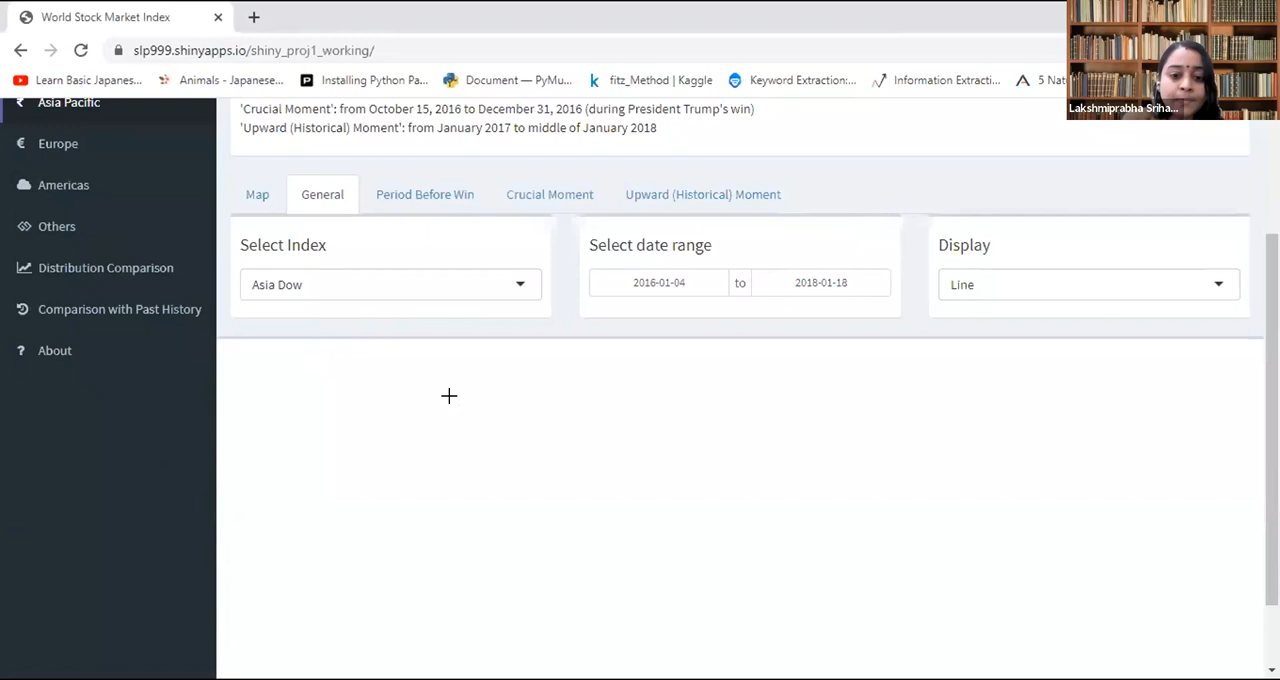 World Stock Market Index
slp999.shinyapps.io/shiny_proj1_working/
Learn Basic Japanes...
Animals - Japanese...
Installing Python Pa...
Document — PyMu...
fitz_Method | Kaggle
Keyword Extraction:...
Information Extracti...
5 Nat
Lakshmiprabha Sriha...
Asia Pacific
Europe
Americas
Others
Distribution Comparison
Comparison with Past History
About
'Crucial Moment': from October 15, 2016 to December 31, 2016 (during President Trump's win)
'Upward (Historical) Moment': from January 2017 to middle of January 2018
Map General Period Before Win Crucial Moment Upward (Historical) Moment
Select Index
Asia Dow
Select date range
2016-01-04 to 2018-01-18
Display
Line